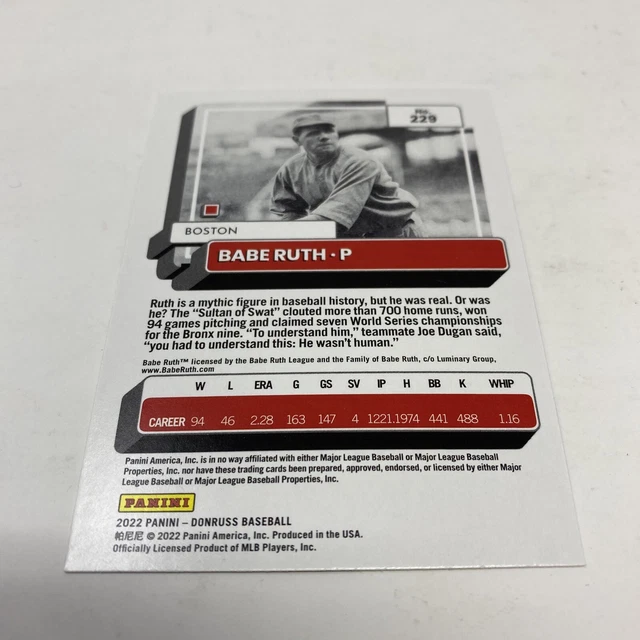 No.
229
BOSTON
BABE RUTH · P
Ruth is a mythic figure in baseball history, but he was real. Or was
he? The “Sultan of Swat” clouted more than 700 home runs, won
94 games pitching and claimed seven World Series championships
for the Bronx nine. “To understand him,” teammate Joe Dugan said,
“you had to understand this: He wasn’t human.”
Babe Ruth™ licensed by the Babe Ruth League and the Family of Babe Ruth, c/o Luminary Group,
www.BabeRuth.com
W L ERA G GS SV IP H BB K WHIP
CAREER 94 46 2.28 163 147 4 1221.1 974 441 488 1.16
Panini America, Inc. is in no way affiliated with either Major League Baseball or Major League Baseball
Properties, Inc. nor have these trading cards been prepared, approved, endorsed, or licensed by either Major
League Baseball or Major League Baseball Properties, Inc.
PANINI
2022 PANINI – DONRUSS BASEBALL
帕尼尼 © 2022 Panini America, Inc. Produced in the USA.
Officially Licensed Product of MLB Players, Inc.